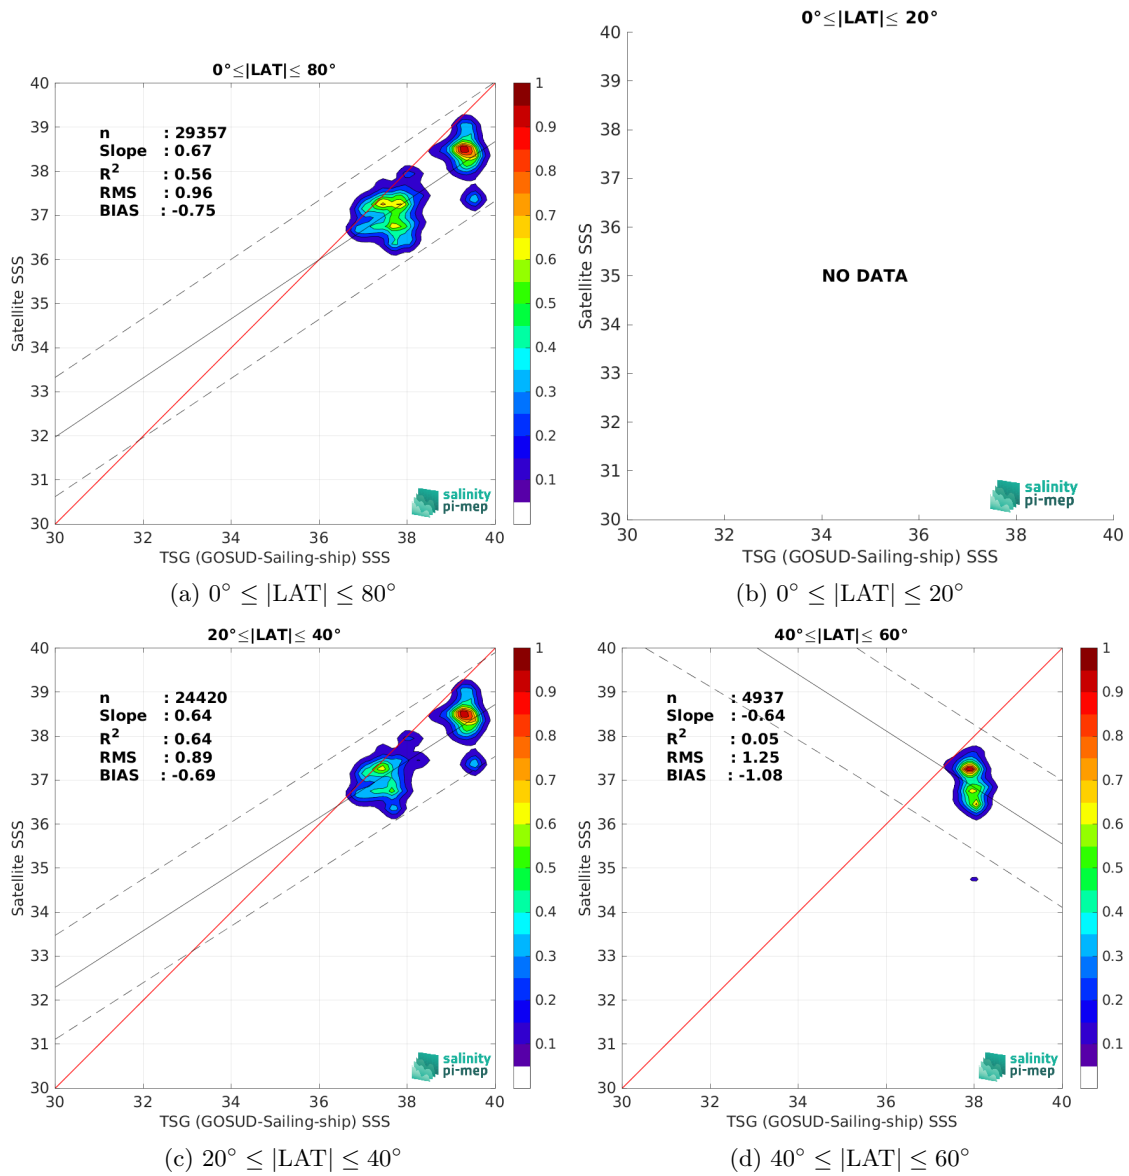 0°≤|LAT|≤ 80°
n : 29357
Slope : 0.67
R² : 0.56
RMS : 0.96
BIAS : -0.75
Satellite SSS
40
39
38
37
36
35
34
33
32
31
30
30 32 34 36 38 40
TSG (GOSUD-Sailing-ship) SSS
1
0.9
0.8
0.7
0.6
0.5
0.4
0.3
0.2
0.1
salinity
pi-mep
(a) 0° ≤ |LAT| ≤ 80°
0°≤|LAT|≤ 20°
NO DATA
Satellite SSS
40
39
38
37
36
35
34
33
32
31
30
30 32 34 36 38 40
TSG (GOSUD-Sailing-ship) SSS
salinity
pi-mep
(b) 0° ≤ |LAT| ≤ 20°
20°≤|LAT|≤ 40°
n : 24420
Slope : 0.64
R² : 0.64
RMS : 0.89
BIAS : -0.69
Satellite SSS
40
39
38
37
36
35
34
33
32
31
30
30 32 34 36 38 40
TSG (GOSUD-Sailing-ship) SSS
1
0.9
0.8
0.7
0.6
0.5
0.4
0.3
0.2
0.1
salinity
pi-mep
(c) 20° ≤ |LAT| ≤ 40°
40°≤|LAT|≤ 60°
n : 4937
Slope : -0.64
R² : 0.05
RMS : 1.25
BIAS : -1.08
Satellite SSS
40
39
38
37
36
35
34
33
32
31
30
30 32 34 36 38 40
TSG (GOSUD-Sailing-ship) SSS
1
0.9
0.8
0.7
0.6
0.5
0.4
0.3
0.2
0.1
salinity
pi-mep
(d) 40° ≤ |LAT| ≤ 60°